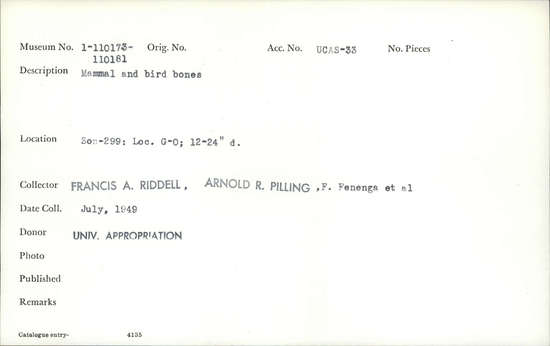 Museum No. 1-110173- Orig. No. Acc. No. UCAS-33 No. Pieces
110181
Description Mammal and bird bones
Location Son-299: Loc. G-0; 12-24" d.
Collector FRANCIS A. RIDDELL, ARNOLD R. PILLING ,F. Fenenga et al
Date Coll. July, 1949
Donor UNIV. APPROPRIATION
Photo
Published
Remarks
Catalogue entry- 4135